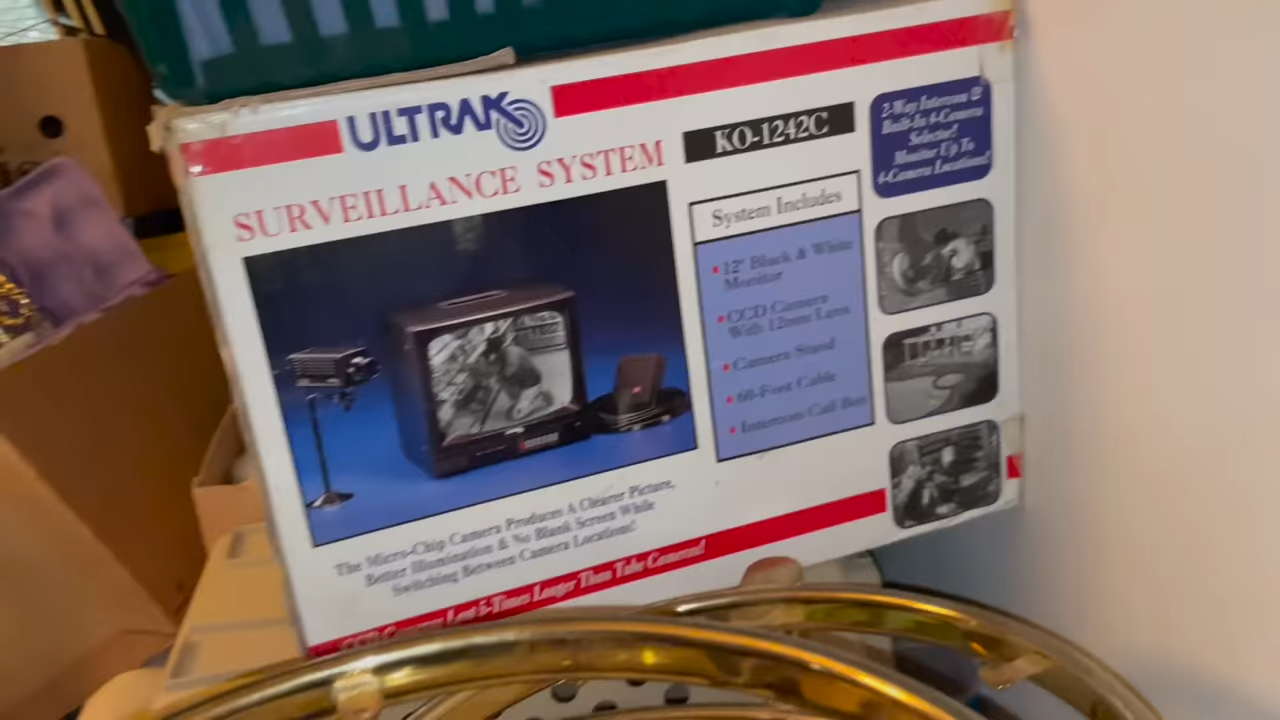 ULTRAK
SURVEILLANCE SYSTEM
KO-1242C
2-Way Intercom &
Built-In 4-Camera
Selector!
Monitor Up To
4-Camera Locations!
System Includes
• 12" Black & White
Monitor
• CCD Camera
With 12mm Lens
• Camera Stand
• 60-Foot Cable
• Intercom Call Box
The Micro-Chip Camera Produces A Clearer Picture,
Better Illumination & No Blank Screen While
Switching Between Camera Locations!
CCD Cameras Last 5-Times Longer Than Tube Cameras!